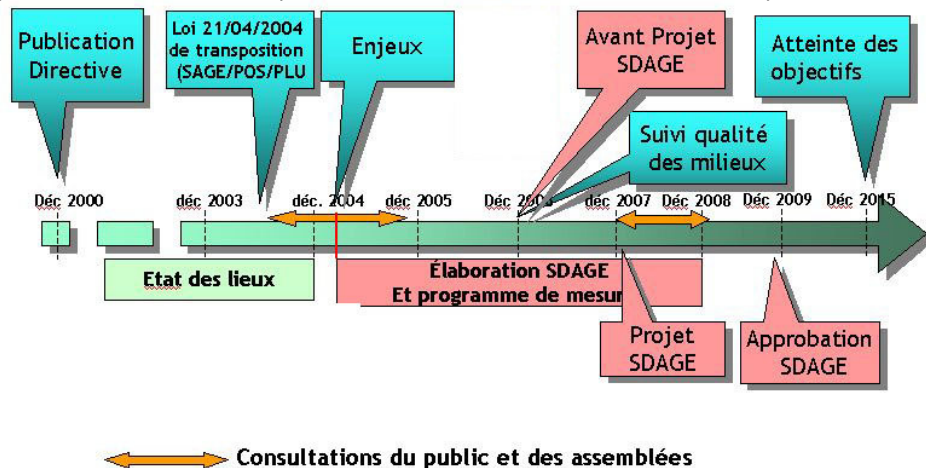 Publication
Directive
Loi 21/04/2004
de transposition
(SAGE/POS/PLU
Enjeux
Avant Projet
SDAGE
Atteinte des
objectifs
Suivi qualité
des milieux
Déc 2000
déc 2003
déc. 2004
déc 2005
Déc
déc 2007
Déc 2008
Déc 2009
Déc 2015
Etat des lieux
Élaboration SDAGE
Et programme de mesur
Projet
SDAGE
Approbation
SDAGE
Consultations du public et des assemblées